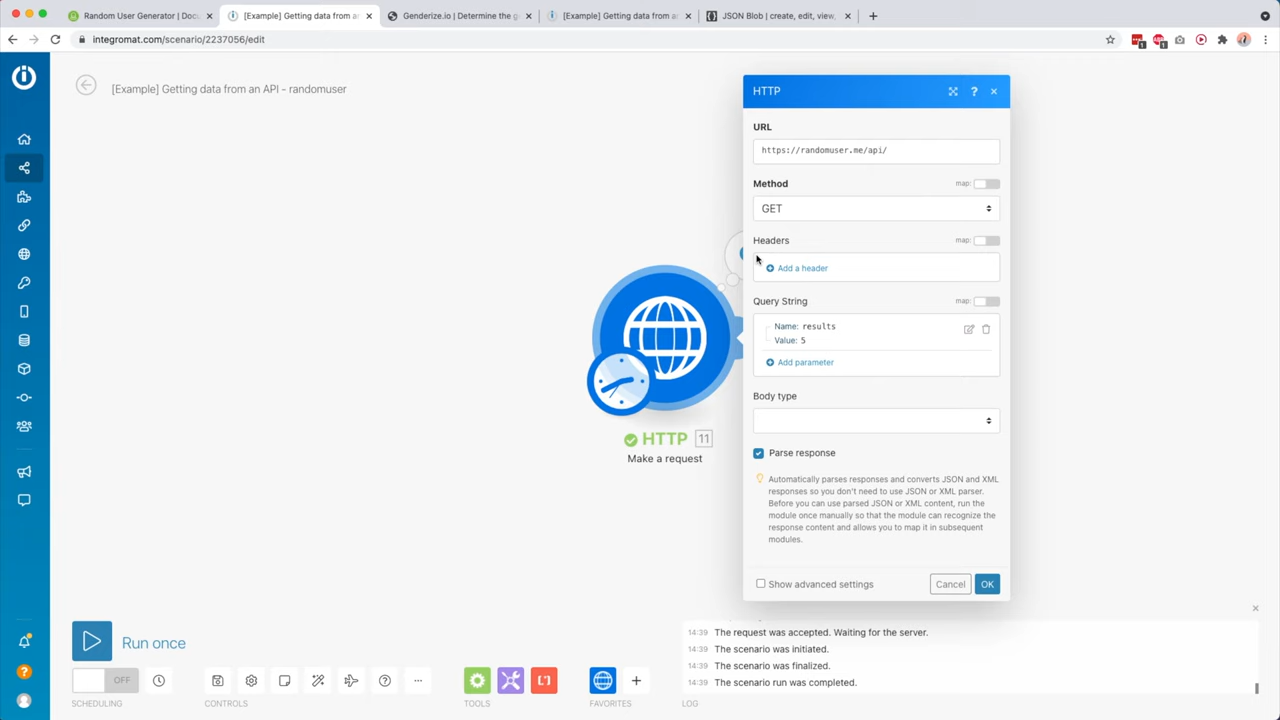 Random User Generator | Docu
[Example] Getting data from an
Genderize.io | Determine the g
[Example] Getting data from a
JSON Blob | create, edit, view,
integromat.com/scenario/2237056/edit
[Example] Getting data from an API - randomuser
HTTP
URL
https://randomuser.me/api/
Method
map:
GET
Headers
map:
Add a header
Query String
map:
Name: results
Value: 5
Add parameter
Body type
Parse response
Automatically parses responses and converts JSON and XML
responses so you don't need to use JSON or XML parser.
Before you can use parsed JSON or XML content, run the
module once manually so that the module can recognize the
response content and allows you to map it in subsequent
modules.
Show advanced settings
Cancel
OK
HTTP 11
Make a request
Run once
OFF
SCHEDULING
CONTROLS
TOOLS
FAVORITES
LOG
14:39 The request was accepted. Waiting for the server.
14:39 The scenario was initiated.
14:39 The scenario was finalized.
14:39 The scenario run was completed.